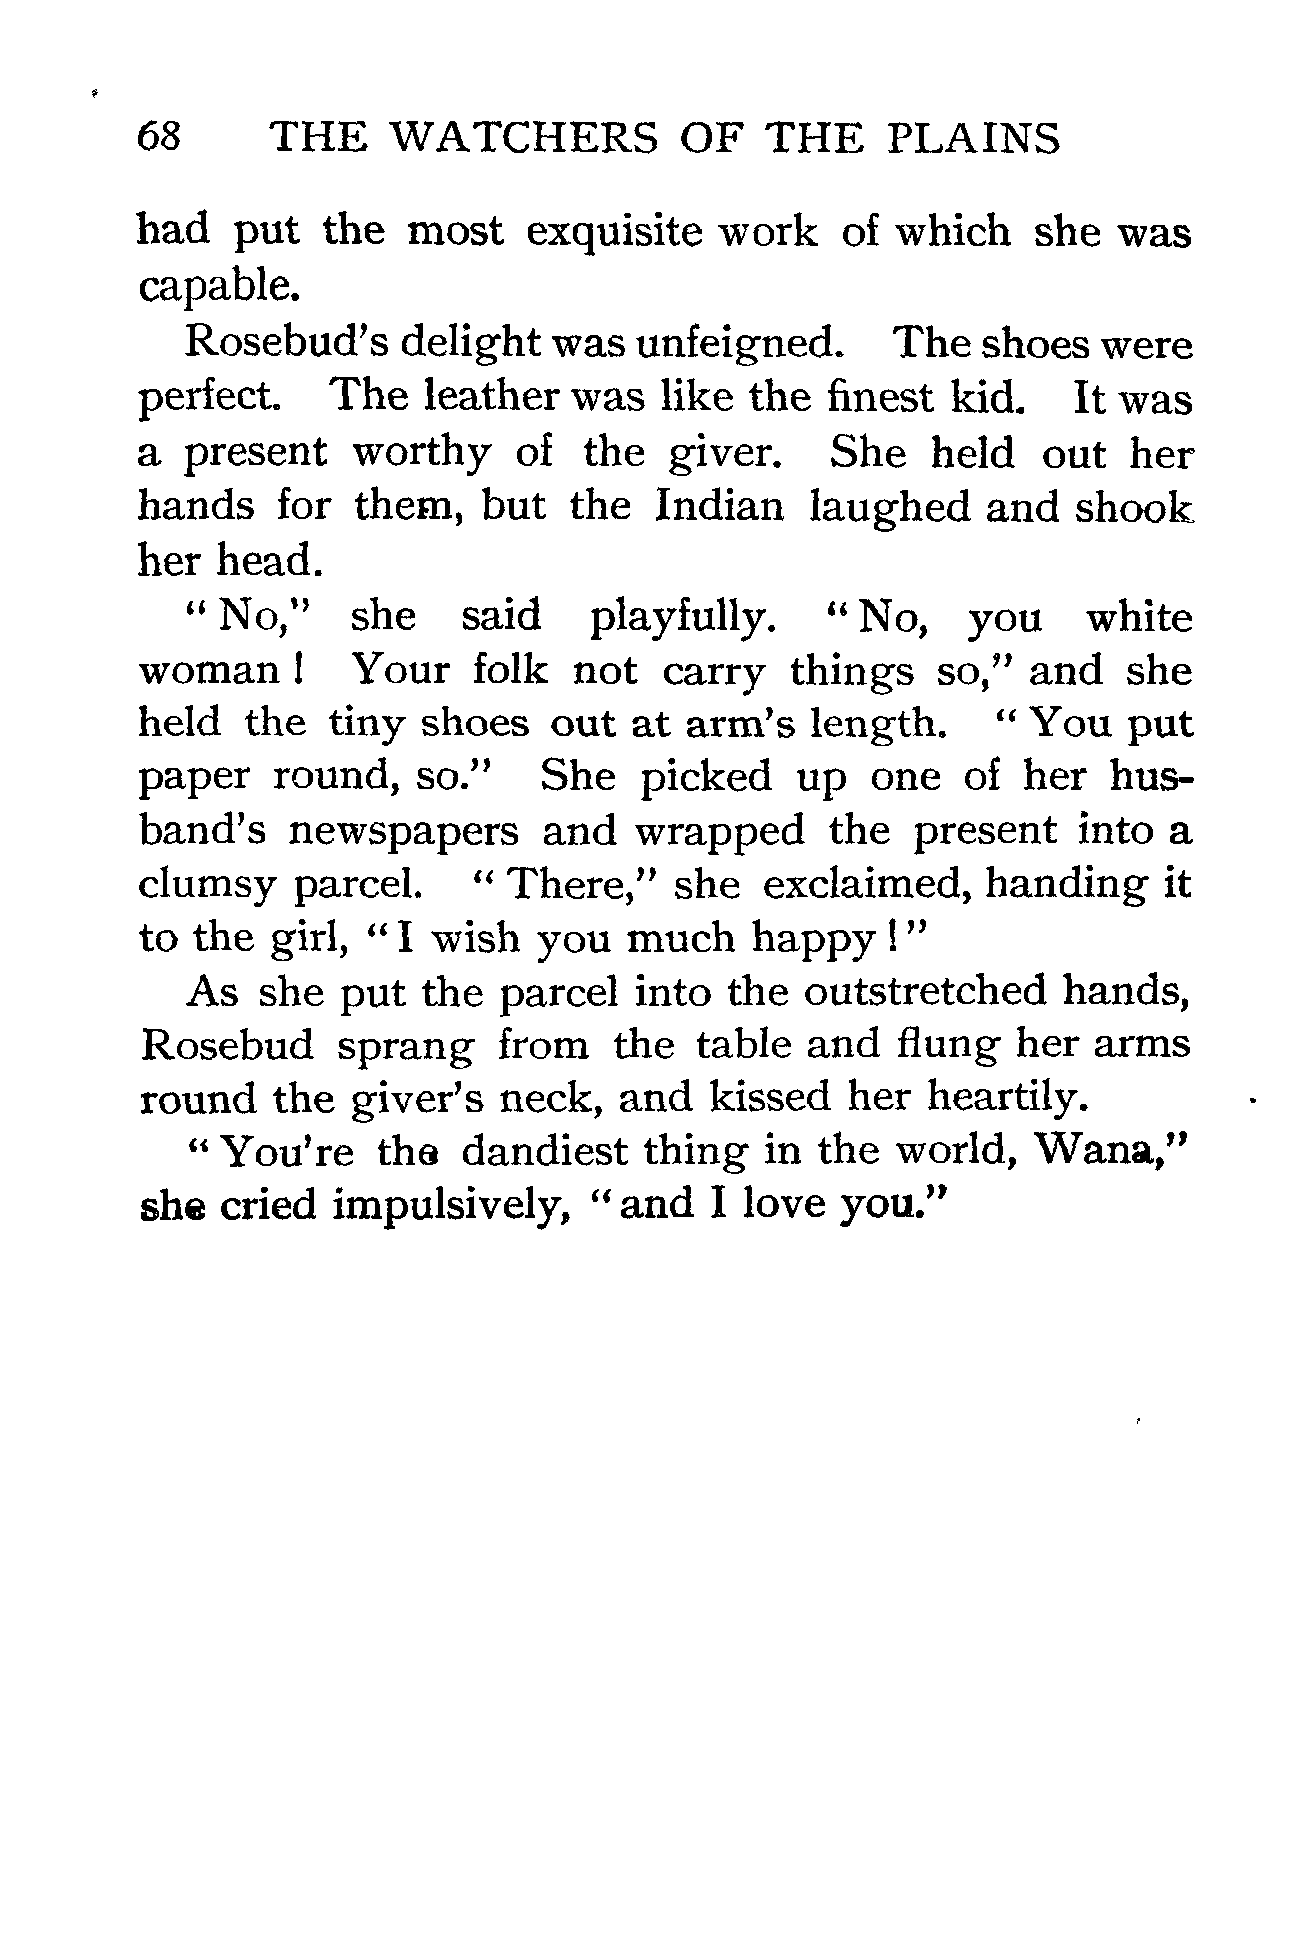 68 THE WATCHERS OF THE PLAINS
had put the most exquisite work of which she was
capable.
Rosebud's delight was unfeigned. The shoes were
perfect. The leather was like the finest kid. It was
a present worthy of the giver. She held out her
hands for them, but the Indian laughed and shook
her head.
“ No,” she said playfully. “ No, you white
woman ! Your folk not carry things so,” and she
held the tiny shoes out at arm's length. “ You put
paper round, so.” She picked up one of her hus-
band's newspapers and wrapped the present into a
clumsy parcel. “ There,” she exclaimed, handing it
to the girl, “ I wish you much happy ! ”
As she put the parcel into the outstretched hands,
Rosebud sprang from the table and flung her arms
round the giver's neck, and kissed her heartily.
“ You're the dandiest thing in the world, Wana,”
she cried impulsively, “ and I love you.”